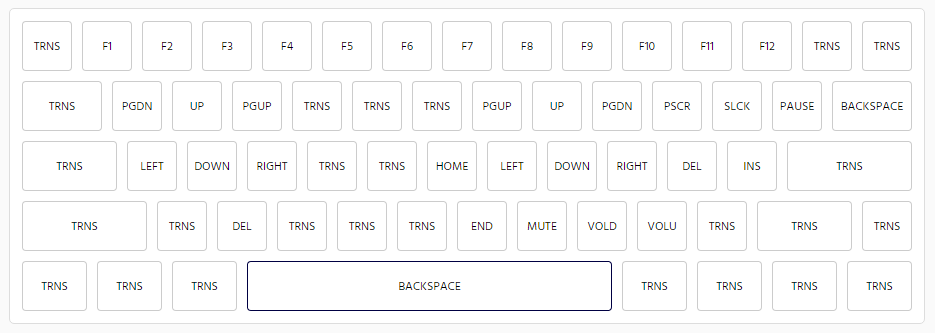 TRNS F1 F2 F3 F4 F5 F6 F7 F8 F9 F10 F11 F12 TRNS TRNS
TRNS PGDN UP PGUP TRNS TRNS TRNS PGUP UP PGDN PSCR SLCK PAUSE BACKSPACE
TRNS LEFT DOWN RIGHT TRNS TRNS HOME LEFT DOWN RIGHT DEL INS TRNS
TRNS TRNS DEL TRNS TRNS TRNS END MUTE VOLD VOLU TRNS TRNS TRNS
TRNS TRNS TRNS BACKSPACE TRNS TRNS TRNS TRNS